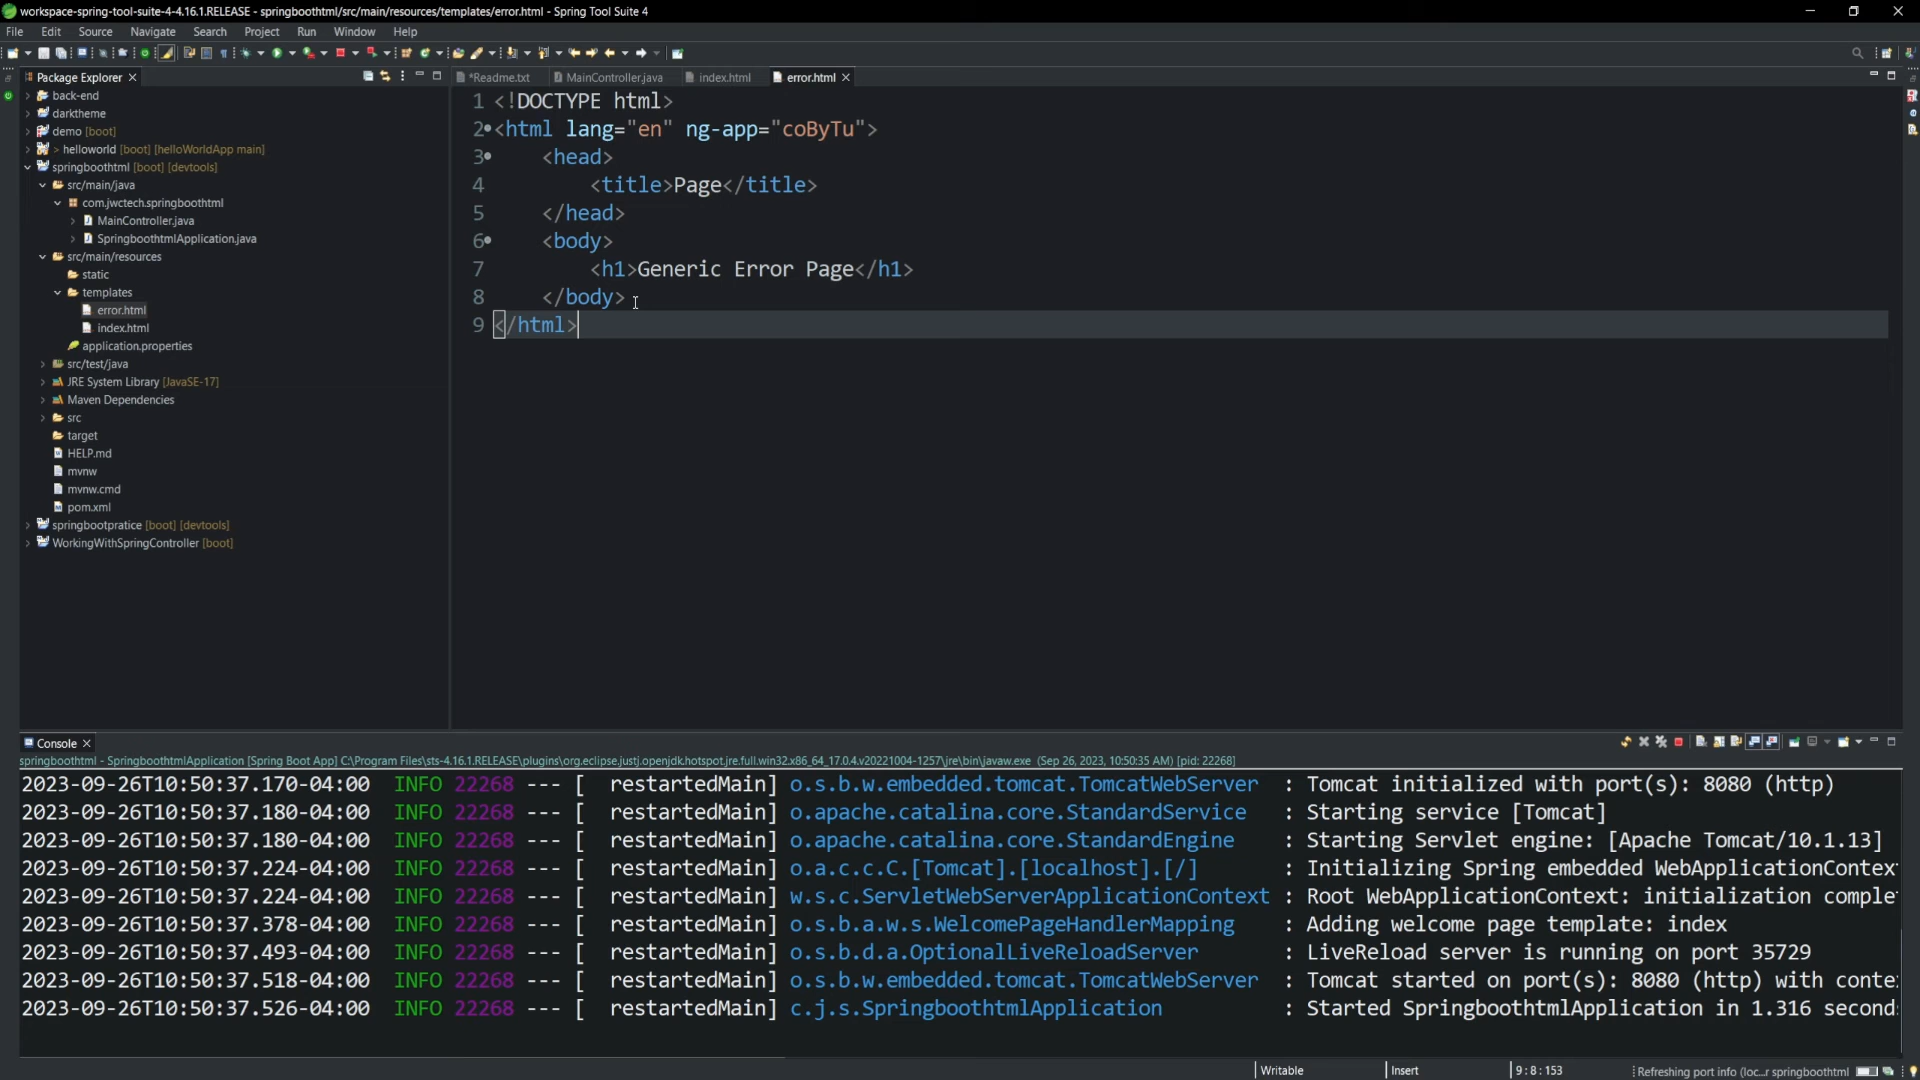 workspace-spring-tool-suite-4-4.16.1.RELEASE - springboothtml/src/main/resources/templates/error.html - Spring Tool Suite 4
File Edit Source Navigate Search Project Run Window Help
Package Explorer
*Readme.txt MainController.java index.html error.html
back-end
darktheme
demo [boot]
> helloworld [boot] [helloWorldApp main]
springboothtml [boot] [devtools]
src/main/java
com.jwctech.springboothtml
MainController.java
SpringboothtmlApplication.java
src/main/resources
static
templates
error.html
index.html
application.properties
src/test/java
JRE System Library [JavaSE-17]
Maven Dependencies
src
target
HELP.md
mvnw
mvnw.cmd
pom.xml
springbootpratice [boot] [devtools]
WorkingWithSpringController [boot]
1 <!DOCTYPE html>
2 <html lang="en" ng-app="coByTu">
3 <head>
4 <title>Page</title>
5 </head>
6 <body>
7 <h1>Generic Error Page</h1>
8 </body>
9 </html>
Console
springboothtml - SpringboothtmlApplication [Spring Boot App] C:\Program Files\sts-4.16.1.RELEASE\plugins\org.eclipse.justj.openjdk.hotspot.jre.full.win32.x86_64_17.0.4.v20221004-1257\jre\bin\javaw.exe (Sep 26, 2023, 10:50:35 AM) [pid: 22268]
2023-09-26T10:50:37.170-04:00 INFO 22268 --- [ restartedMain] o.s.b.w.embedded.tomcat.TomcatWebServer : Tomcat initialized with port(s): 8080 (http)
2023-09-26T10:50:37.180-04:00 INFO 22268 --- [ restartedMain] o.apache.catalina.core.StandardService : Starting service [Tomcat]
2023-09-26T10:50:37.180-04:00 INFO 22268 --- [ restartedMain] o.apache.catalina.core.StandardEngine : Starting Servlet engine: [Apache Tomcat/10.1.13]
2023-09-26T10:50:37.224-04:00 INFO 22268 --- [ restartedMain] o.a.c.c.C.[Tomcat].[localhost].[/] : Initializing Spring embedded WebApplicationContex
2023-09-26T10:50:37.224-04:00 INFO 22268 --- [ restartedMain] w.s.c.ServletWebServerApplicationContext : Root WebApplicationContext: initialization comple
2023-09-26T10:50:37.378-04:00 INFO 22268 --- [ restartedMain] o.s.b.a.w.s.WelcomePageHandlerMapping : Adding welcome page template: index
2023-09-26T10:50:37.493-04:00 INFO 22268 --- [ restartedMain] o.s.b.d.a.OptionalLiveReloadServer : LiveReload server is running on port 35729
2023-09-26T10:50:37.518-04:00 INFO 22268 --- [ restartedMain] o.s.b.w.embedded.tomcat.TomcatWebServer : Tomcat started on port(s): 8080 (http) with conte
2023-09-26T10:50:37.526-04:00 INFO 22268 --- [ restartedMain] c.j.s.SpringboothtmlApplication : Started SpringboothtmlApplication in 1.316 second
Writable Insert 9:8:153 Refreshing port info (loc...r springboothtml